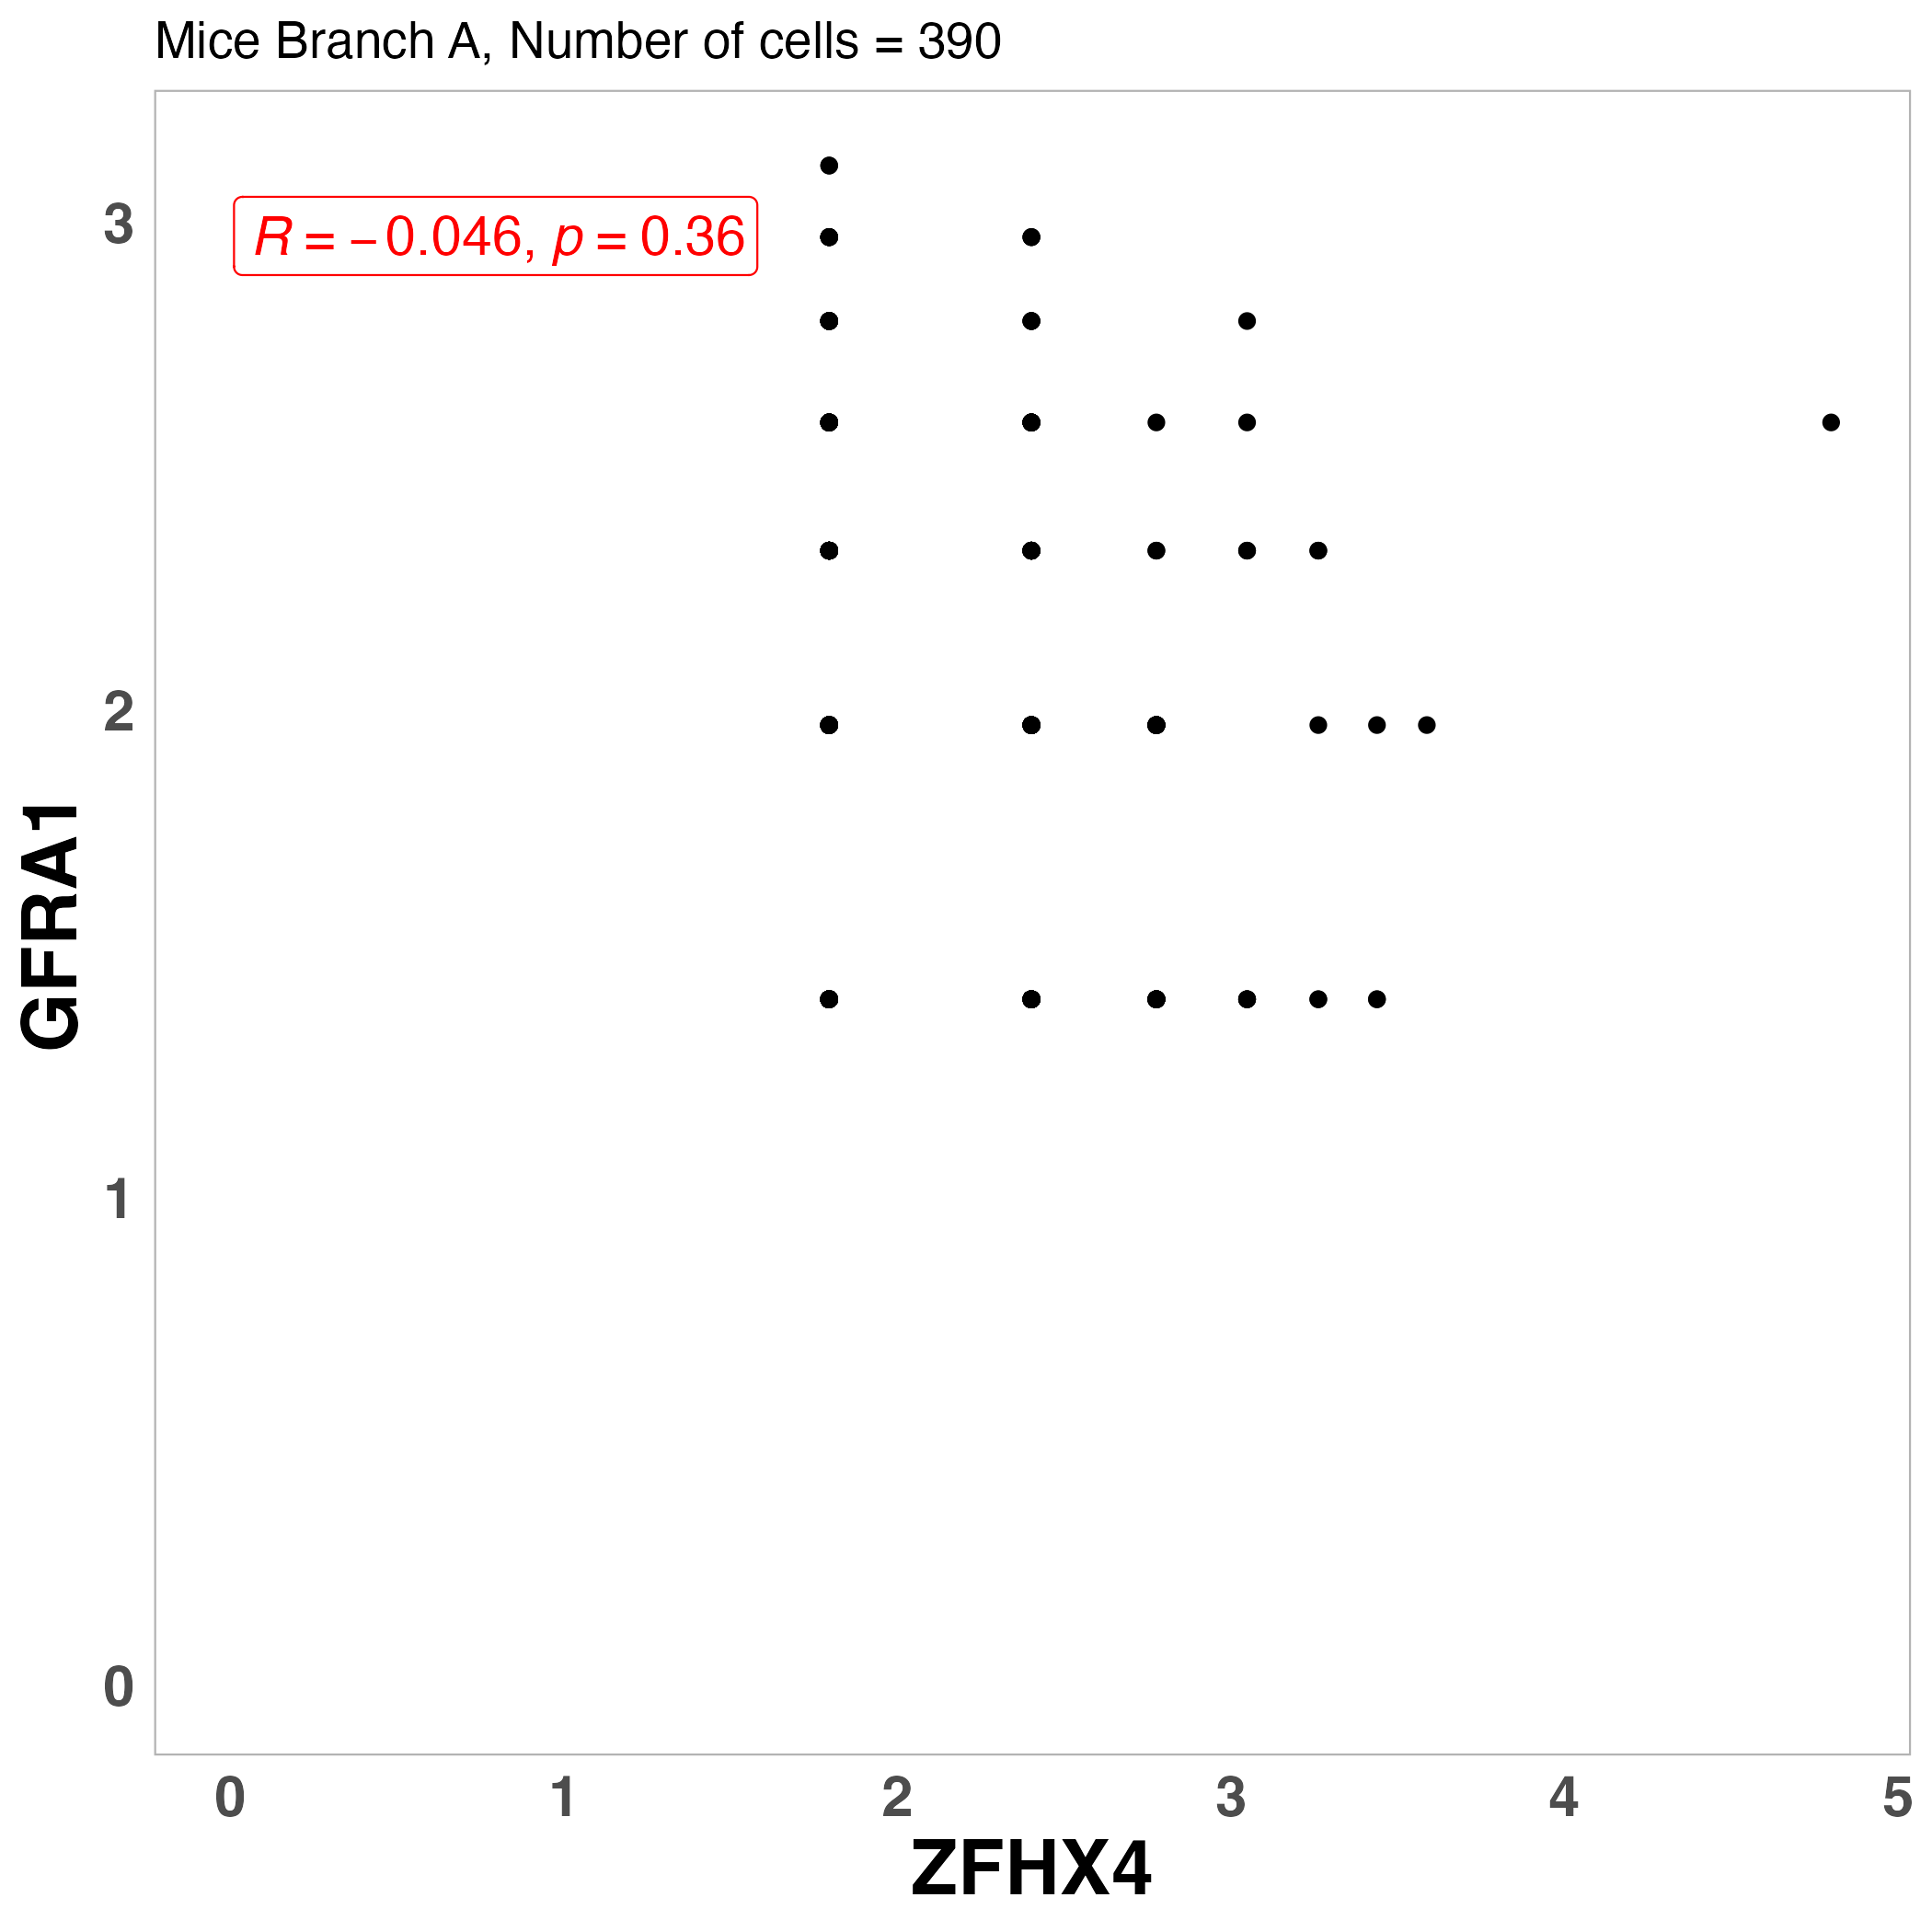 Mice Branch A, Number of cells = 390
R = −0.046, p = 0.36
3
2
1
0
GFRA1
0 1 2 3 4 5
ZFHX4